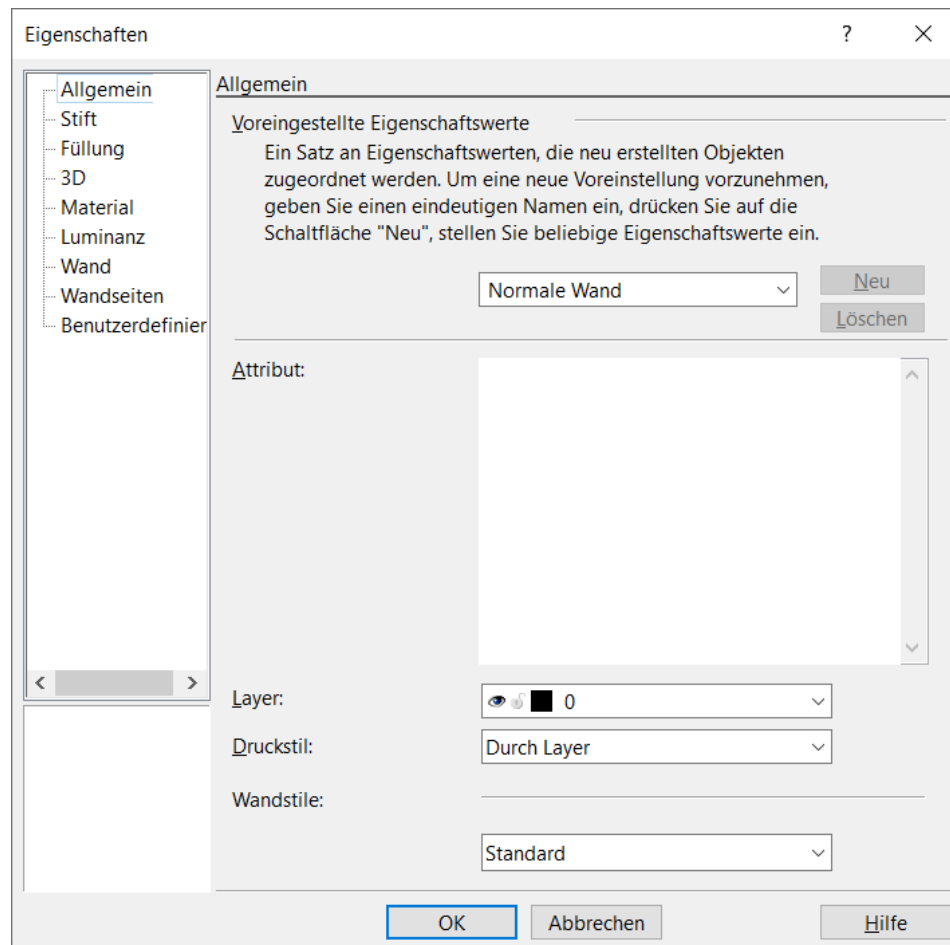 Eigenschaften
?
Allgemein
Stift
Füllung
3D
Material
Luminanz
Wand
Wandseiten
Benutzerdefinier
Allgemein
Voreingestellte Eigenschaftswerte
Ein Satz an Eigenschaftswerten, die neu erstellten Objekten
zugeordnet werden. Um eine neue Voreinstellung vorzunehmen,
geben Sie einen eindeutigen Namen ein, drücken Sie auf die
Schaltfläche "Neu", stellen Sie beliebige Eigenschaftswerte ein.
Normale Wand
Neu
Löschen
Attribut:
Layer:
0
Druckstil:
Durch Layer
Wandstile:
Standard
OK
Abbrechen
Hilfe